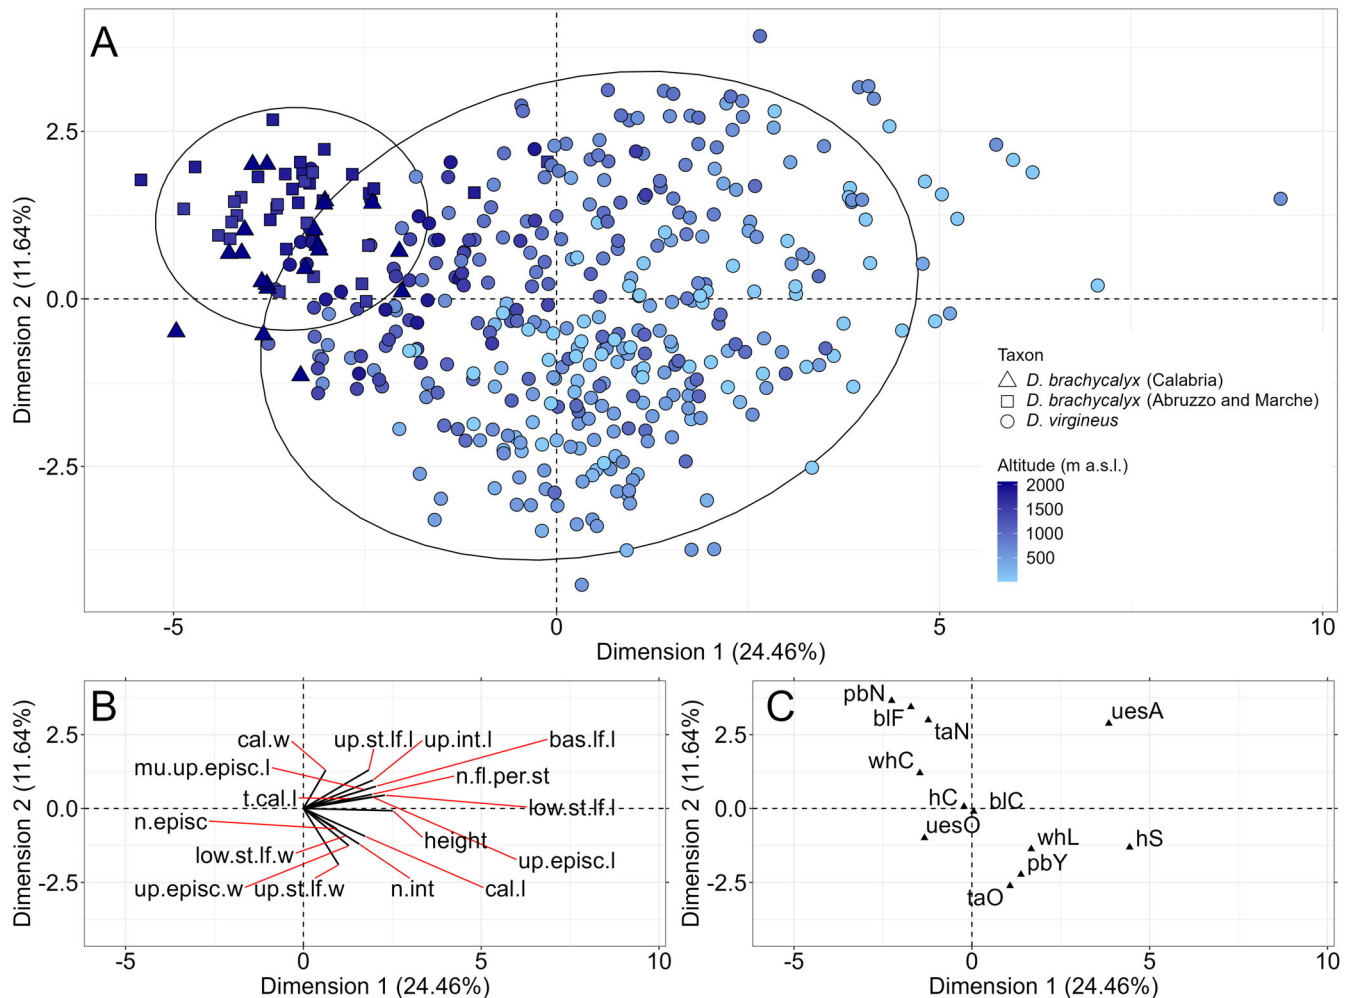 A
Dimension 2 (11.64%)
2.5
0.0
-2.5
-5
0
5
10
Dimension 1 (24.46%)
Taxon
D. brachycalyx (Calabria)
D. brachycalyx (Abruzzo and Marche)
D. virgineus
Altitude (m a.s.l.)
2000
1500
1000
500
B
Dimension 2 (11.64%)
2.5
0.0
-2.5
cal.w
up.st.lf.l
up.int.l
bas.lf.l
mu.up.episc.l
n.fl.per.st
t.cal.l
low.st.lf.l
n.episc
height
low.st.lf.w
up.episc.l
up.episc.w
up.st.lf.w
n.int
cal.l
-5
0
5
10
Dimension 1 (24.46%)
C
Dimension 2 (11.64%)
2.5
0.0
-2.5
pbN
blF
taN
uesA
whC
hC
blC
uesO
whL
hS
pbY
taO
-5
0
5
10
Dimension 1 (24.46%)